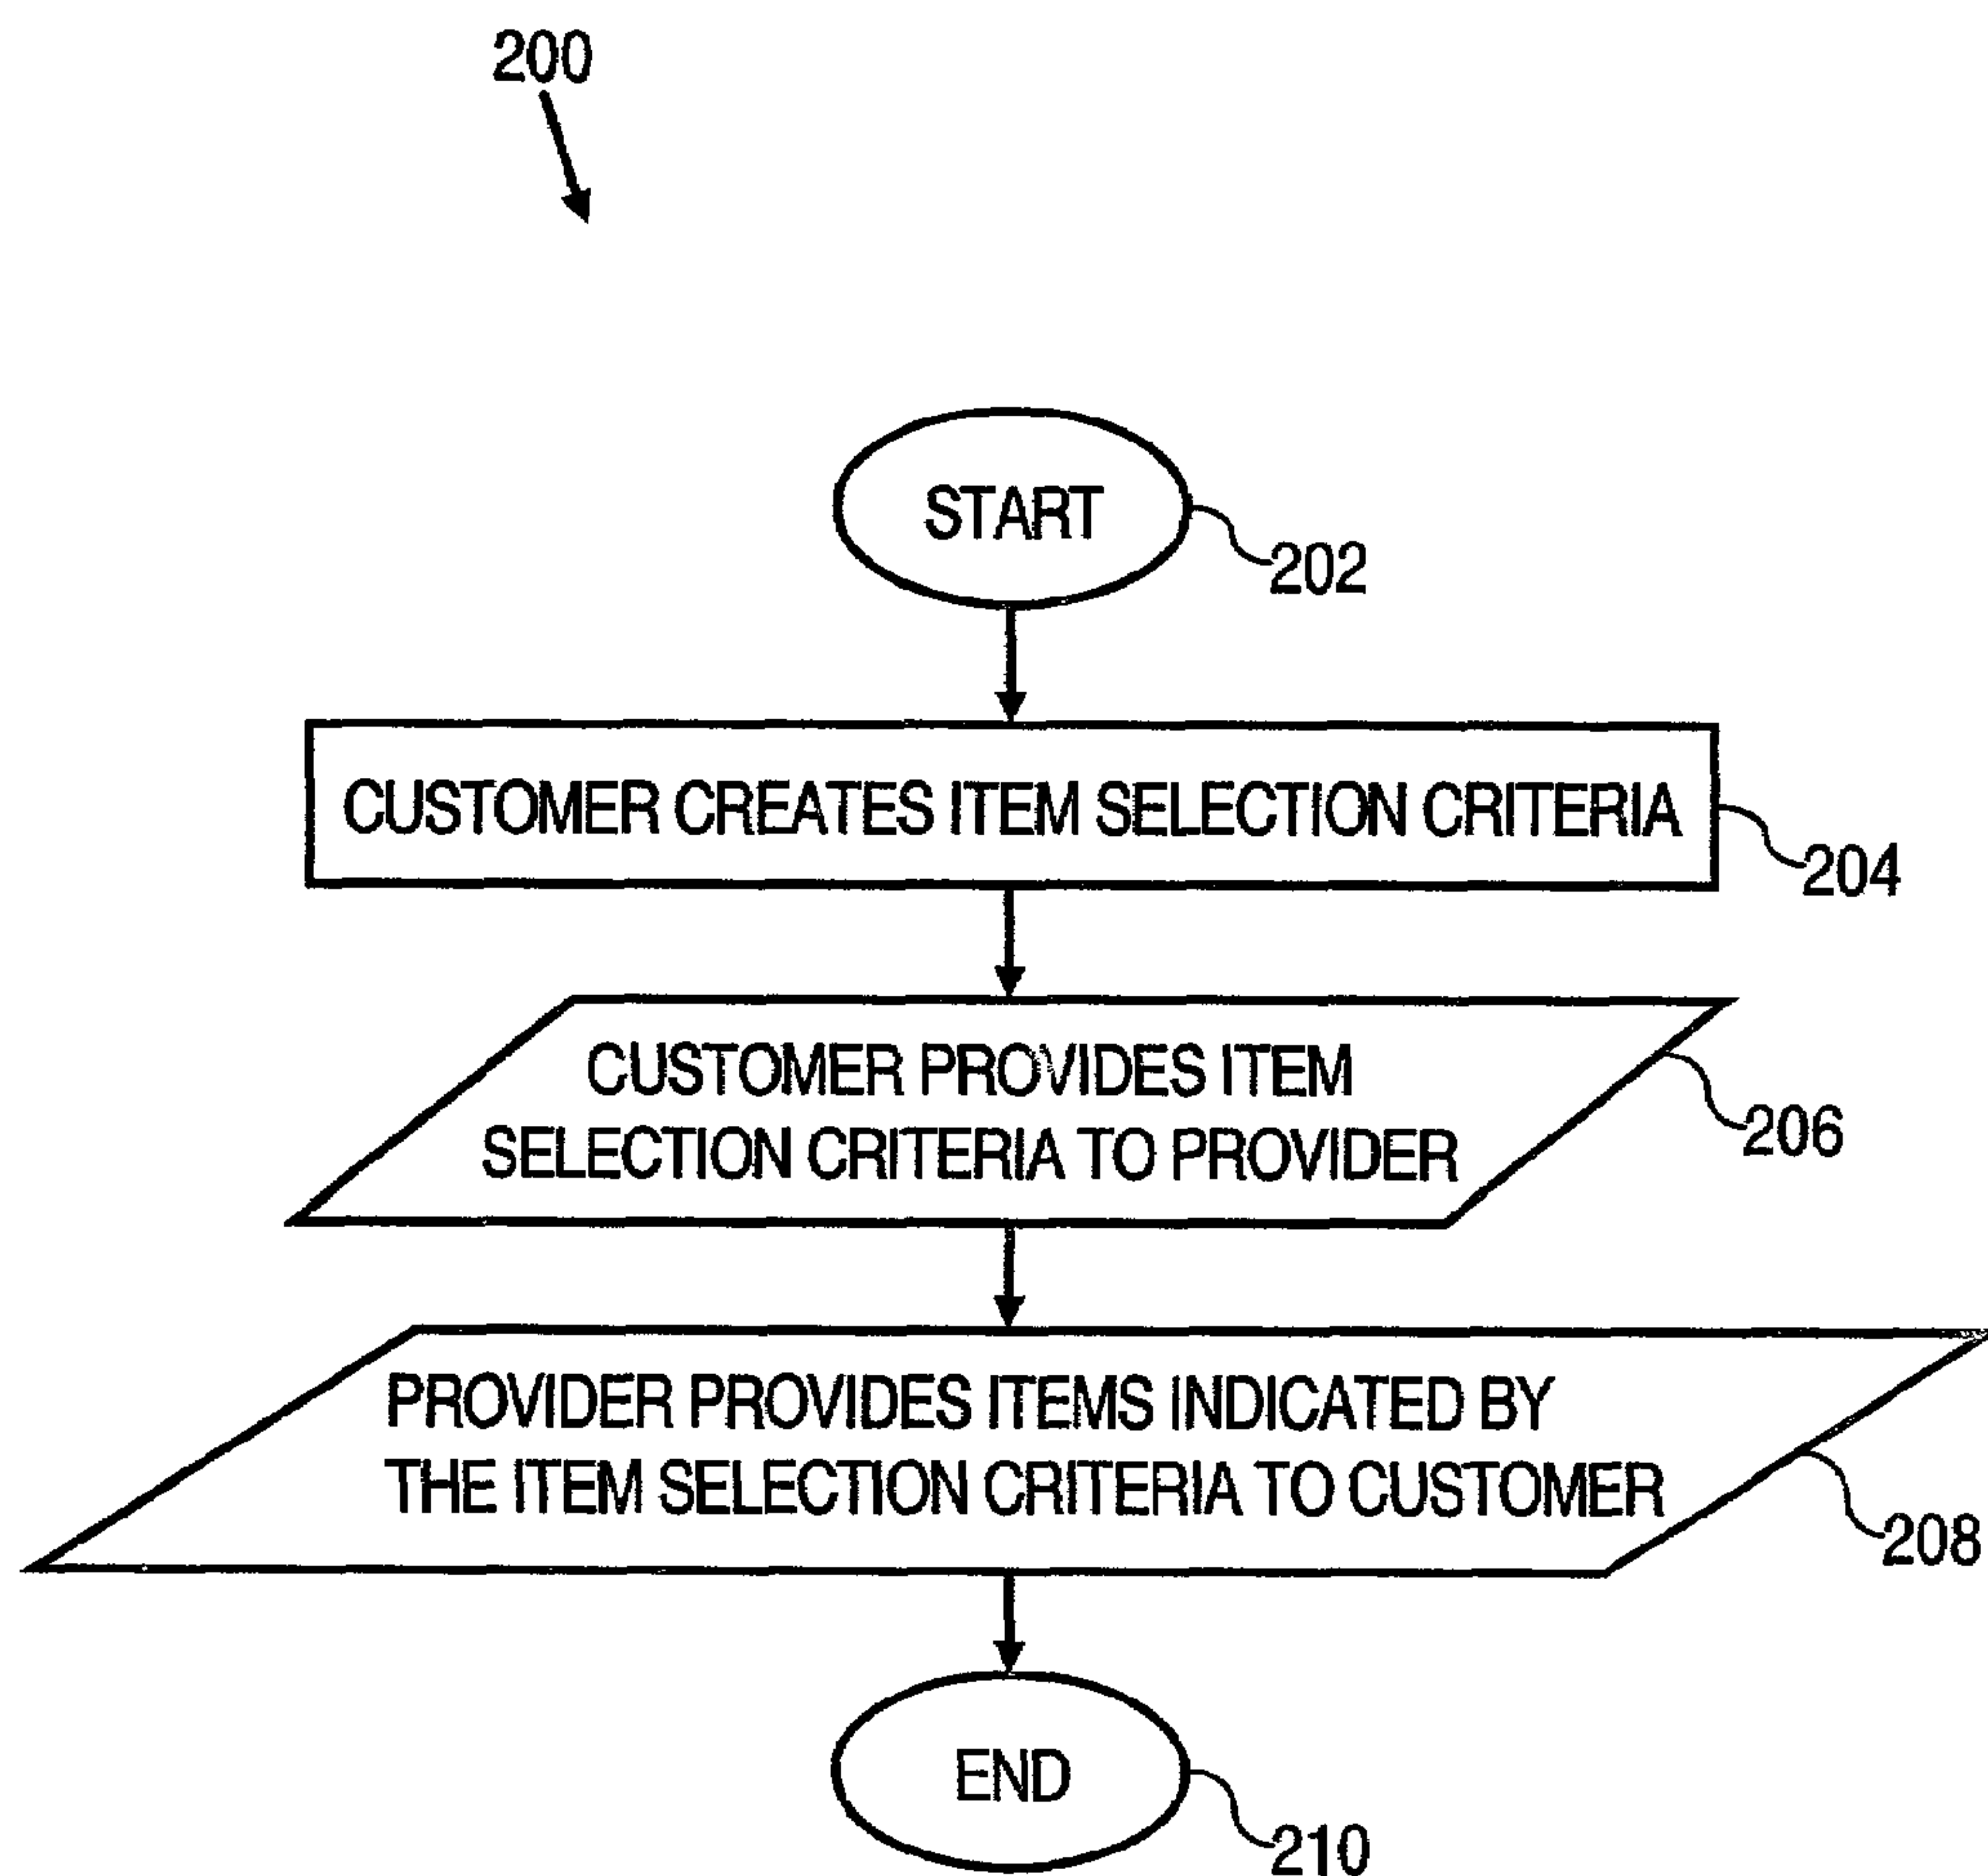 200
START
202
CUSTOMER CREATES ITEM SELECTION CRITERIA
204
CUSTOMER PROVIDES ITEM
SELECTION CRITERIA TO PROVIDER
206
PROVIDER PROVIDES ITEMS INDICATED BY
THE ITEM SELECTION CRITERIA TO CUSTOMER
208
END
210